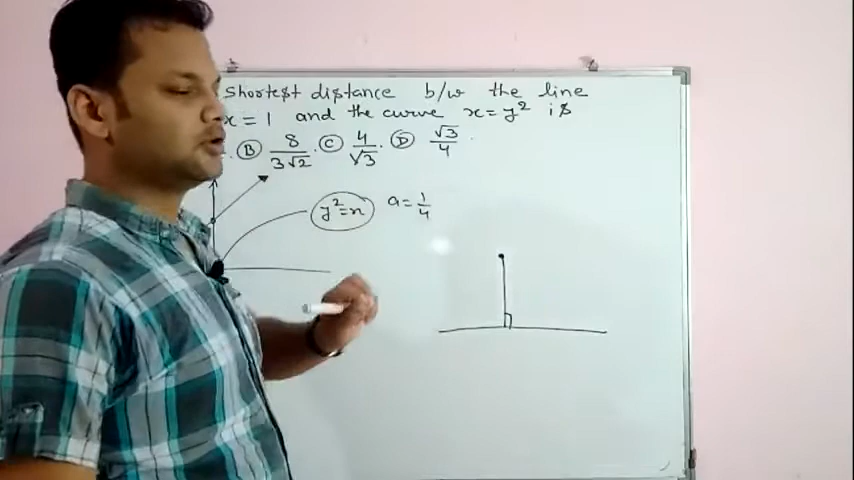 shortest distance b/w the line
x = 1 and the curve x = y² is
. Ⓑ 8/3√2 . Ⓒ 4/√3 . Ⓓ √3/4 .
y² = x a = 1/4